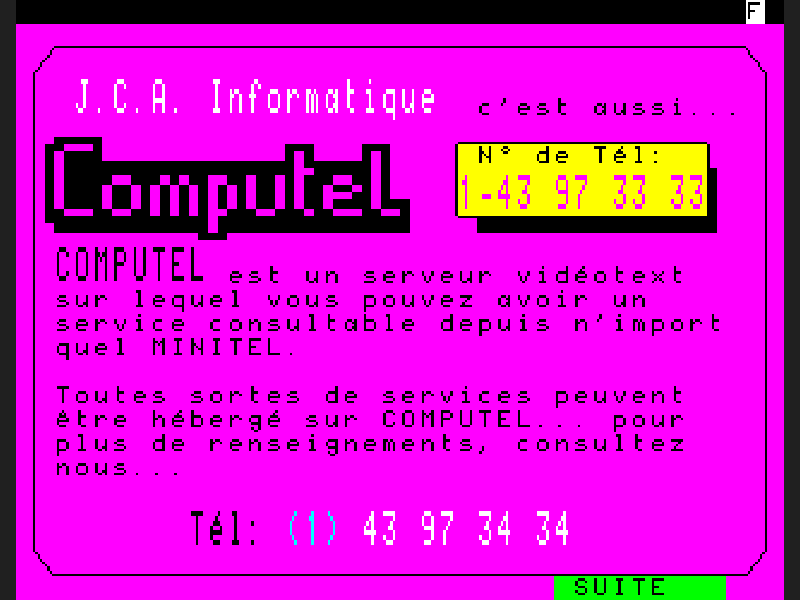 F
J.C.A. Informatique c'est aussi...
Computel
N° de Tél:
1-43 97 33 33
COMPUTEL est un serveur vidéotext
sur lequel vous pouvez avoir un
service consultable depuis n'import
quel MINITEL.
Toutes sortes de services peuvent
être hébergé sur COMPUTEL... pour
plus de renseignements, consultez
nous...
Tél: (1) 43 97 34 34
SUITE